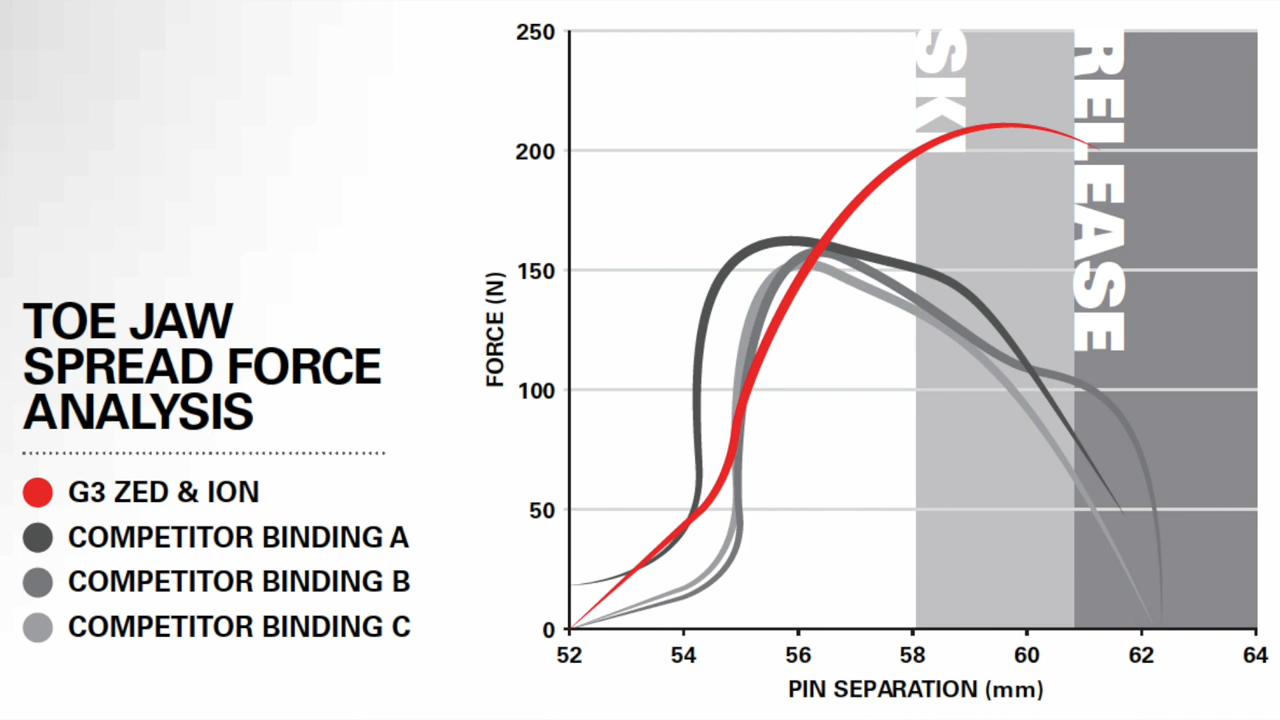 TOE JAW
SPREAD FORCE
ANALYSIS
G3 ZED & ION
COMPETITOR BINDING A
COMPETITOR BINDING B
COMPETITOR BINDING C
FORCE (N)
250
200
150
100
50
0
SKI
RELEASE
52 54 56 58 60 62 64
PIN SEPARATION (mm)